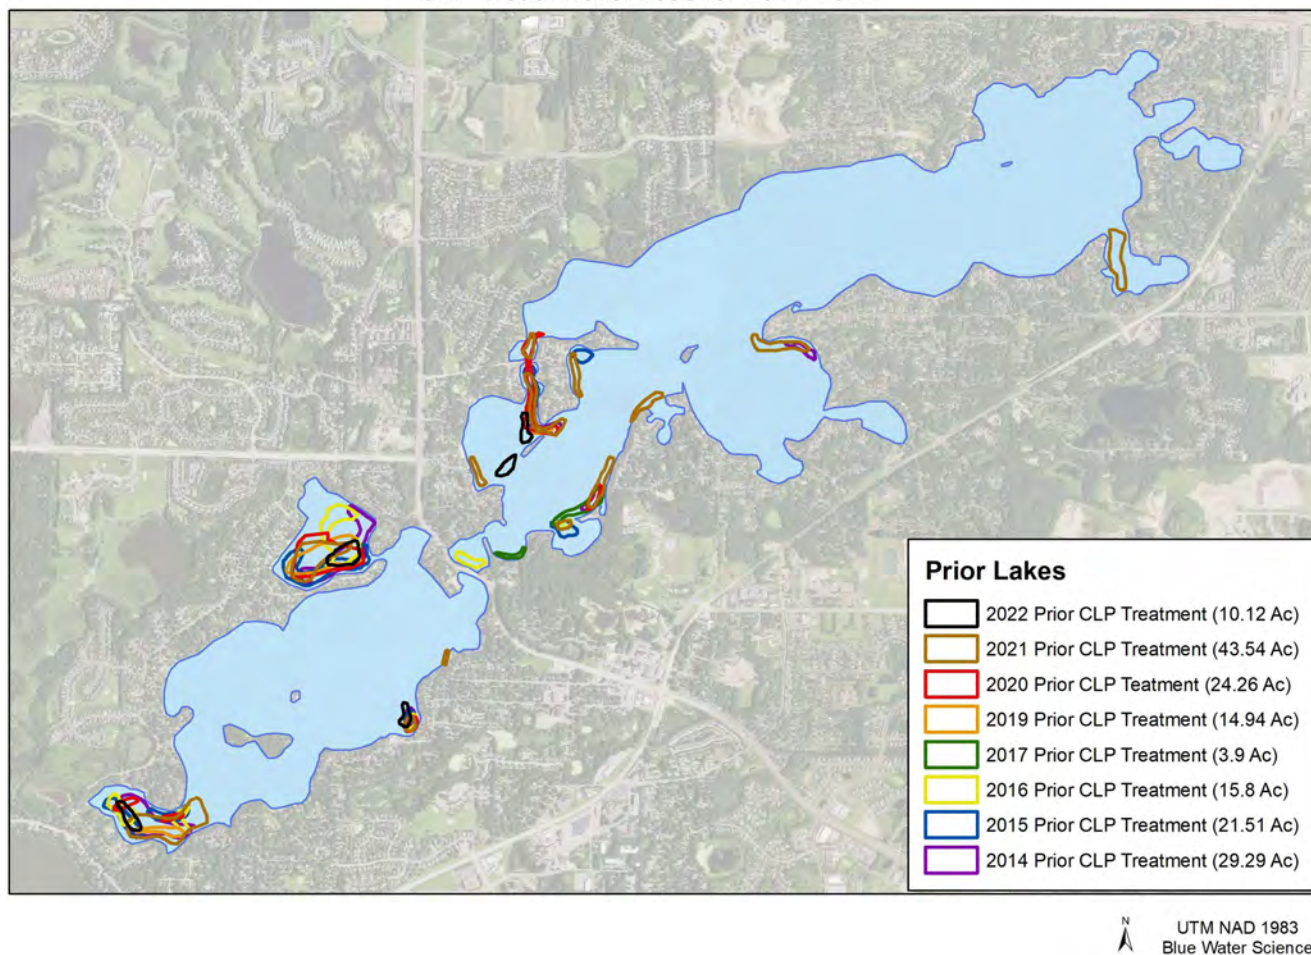 Prior Lakes
2022 Prior CLP Treatment (10.12 Ac)
2021 Prior CLP Treatment (43.54 Ac)
2020 Prior CLP Teatment (24.26 Ac)
2019 Prior CLP Treatment (14.94 Ac)
2017 Prior CLP Treatment (3.9 Ac)
2016 Prior CLP Treatment (15.8 Ac)
2015 Prior CLP Treatment (21.51 Ac)
2014 Prior CLP Treatment (29.29 Ac)
N
UTM NAD 1983
Blue Water Science